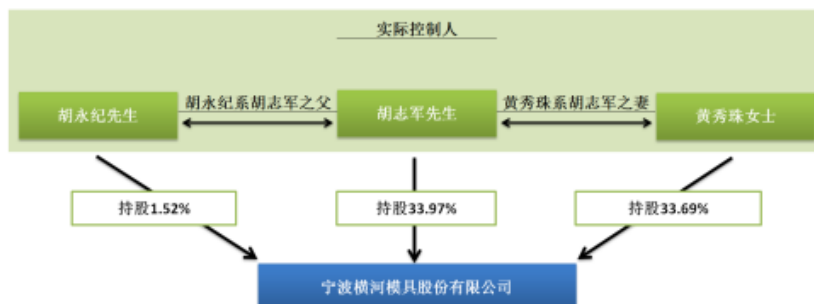 实际控制人
胡永纪系胡志军之父
黄秀珠系胡志军之妻
胡永纪先生
胡志军先生
黄秀珠女士
持股1.52%
持股33.97%
持股33.69%
宁波横河模具股份有限公司